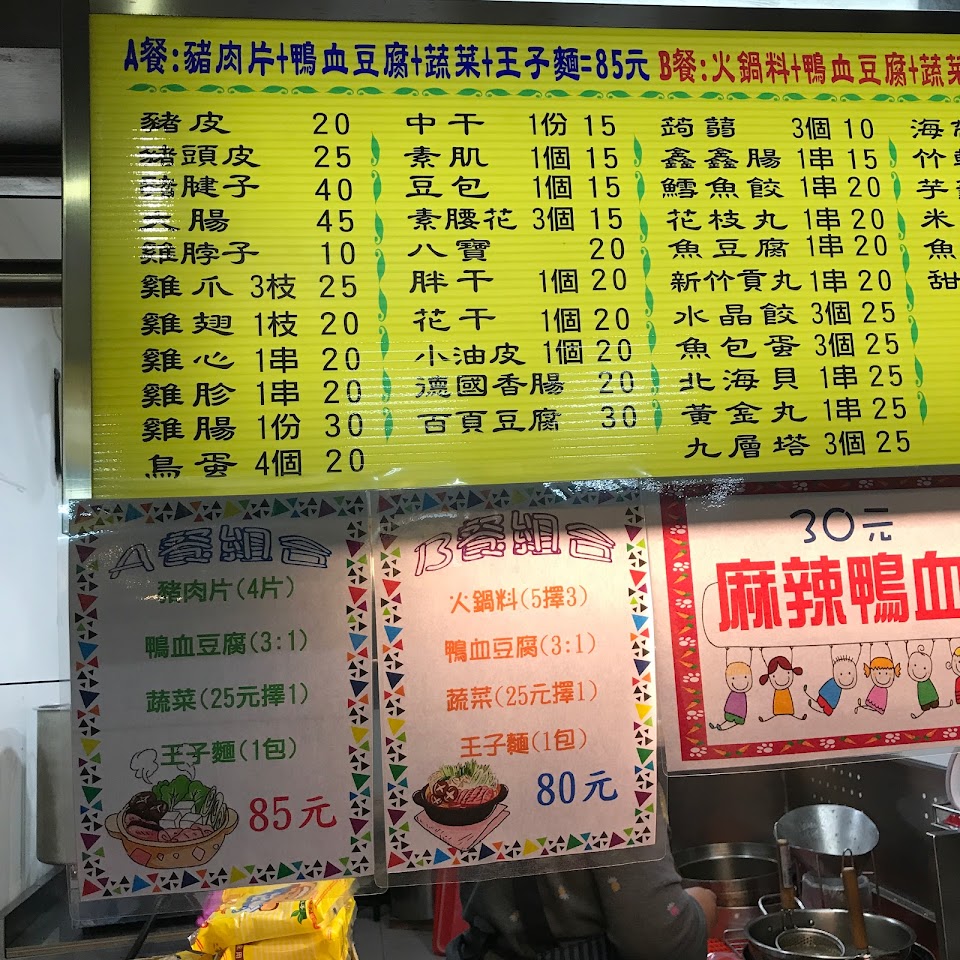 A餐:豬肉片+鴨血豆腐+蔬菜+王子麵=85元 B餐:火鍋料+鴨血豆腐+蔬菜
豬皮 20
豬頭皮 25
豬腱子 40
大腸 45
雞脖子 10
雞爪 3枝 25
雞翅 1枝 20
雞心 1串 20
雞胗 1串 20
雞腸 1份 30
鳥蛋 4個 20
中干 1份 15
素肌 1個 15
豆包 1個 15
素腰花 3個 15
八寶 20
胖干 1個 20
花干 1個 20
小油皮 1個 20
德國香腸 20
百頁豆腐 30
蒟蒻 3個 10
鑫鑫腸 1串 15
鱈魚餃 1串 20
花枝丸 1串 20
魚豆腐 1串 20
新竹貢丸 1串 20
水晶餃 3個 25
魚包蛋 3個 25
北海貝 1串 25
黃金丸 1串 25
九層塔 3個 25
海
竹
芋
米
魚
甜
A餐組合
豬肉片(4片)
鴨血豆腐(3:1)
蔬菜(25元擇1)
王子麵(1包)
85元
B餐組合
火鍋料(5擇3)
鴨血豆腐(3:1)
蔬菜(25元擇1)
王子麵(1包)
80元
30元
麻辣鴨血